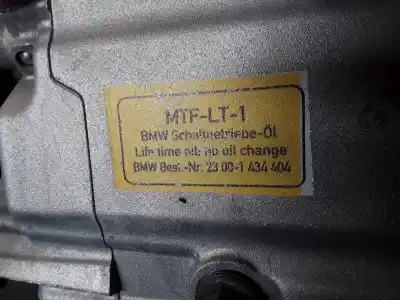 MTF-LT-1
BMW Schaltgetriebe-Öl
Life time oil: no oil change
BMW Best.-Nr. 23 00-1 434 404